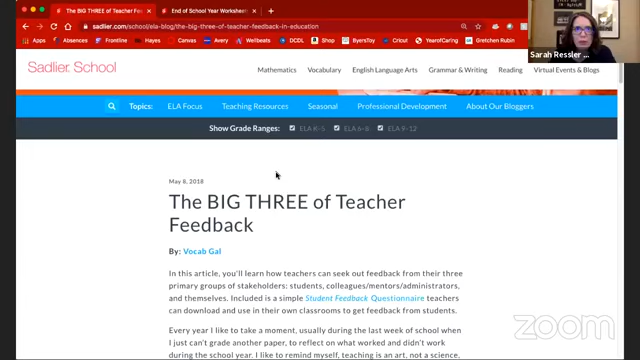 The BIG THREE of Teacher Feed
End of School Year Worksheet
sadlier.com/school/ela-blog/the-big-three-of-teacher-feedback-in-education
Apps
Canvas
Hayes
Absences
Frontline
Avery
Wellbeats
DCDL
Cloud
ByersTime
YearofCaring
CT
Gretchen Rubin
Sarah Ressler
Sadlier School
Mathematics Vocabulary English Language Arts Grammar & Writing Reading Virtual Events & Blogs
Topics: ELA Focus Teaching Resources Seasonal Professional Development About Our Bloggers
Show Grade Ranges: ELA K–5 ELA 6–8 ELA 9–12
May 8, 2018
The BIG THREE of Teacher
Feedback
By: Vocab Gal
In this article, you'll learn how teachers can seek out feedback from their three
primary groups of stakeholders: students, colleagues/mentors/administrators,
and themselves. Included is a simple Student Feedback Questionnaire teachers
can download and use in their own classrooms to get feedback from students.
Every year I like to take a moment, usually during the last week of school when
I just can't grade another paper, to reflect on what worked and didn't work
during the school year. I like to remind myself, teaching is an art, not a science,
zoom